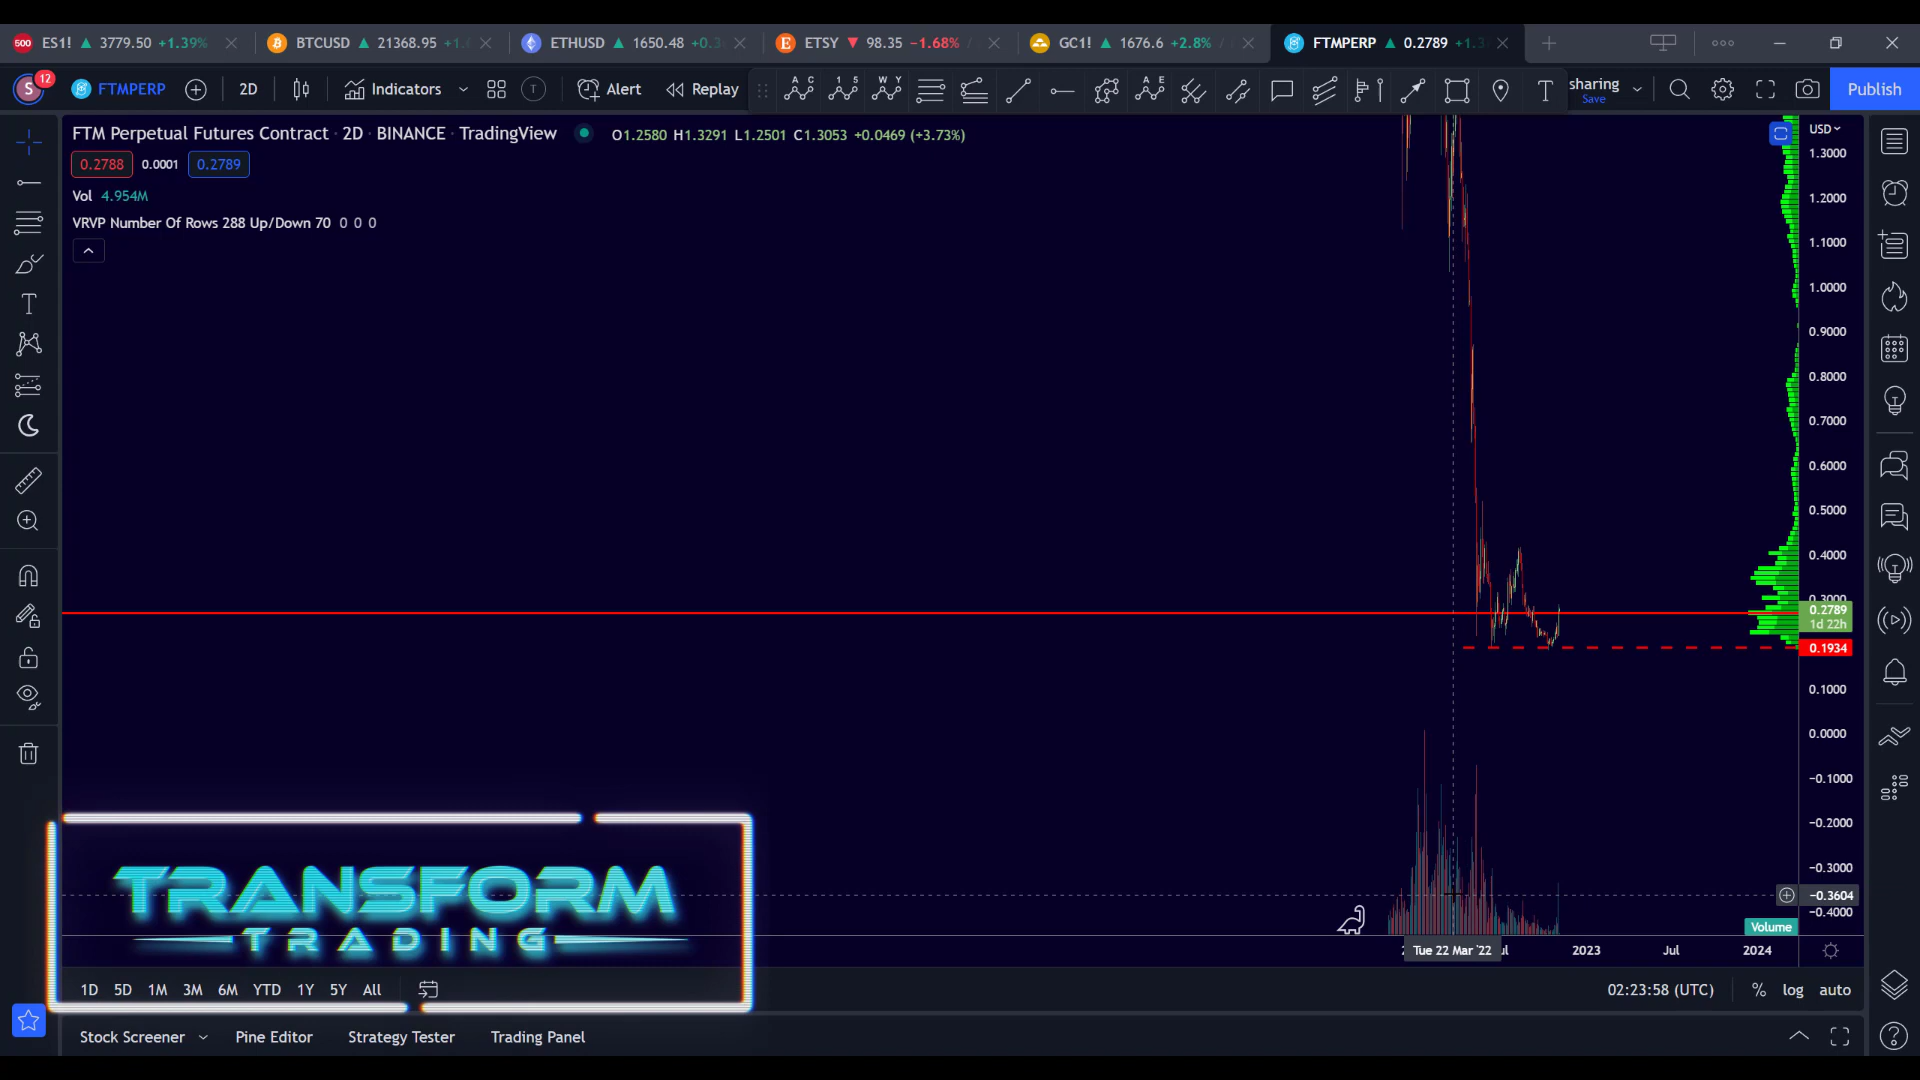 500 ES1! 3779.50 +1.39% BTCUSD 21368.95 ETHUSD 1650.48 ETSY 98.35 −1.68% GC1! 1676.6 +2.8% FTMPERP 0.2789
S 12 FTMPERP 2D Indicators T Alert Replay A C 1 5 W Y A E T sharing Save Publish
FTM Perpetual Futures Contract · 2D · BINANCE · TradingView O1.2580 H1.3291 L1.2501 C1.3053 +0.0469 (+3.73%) USD
0.2788 0.0001 0.2789
Vol 4.954M
VRVP Number Of Rows 288 Up/Down 70 0 0 0
1.3000
1.2000
1.1000
1.0000
0.9000
0.8000
0.7000
0.6000
0.5000
0.4000
0.3000
0.2789
1d 22h
0.1934
0.1000
0.0000
−0.1000
−0.2000
−0.3000
−0.3604
−0.4000
Volume
TRANSFORM
TRADING
Tue 22 Mar '22 2023 Jul 2024
1D 5D 1M 3M 6M YTD 1Y 5Y All 02:23:58 (UTC) % log auto
Stock Screener Pine Editor Strategy Tester Trading Panel